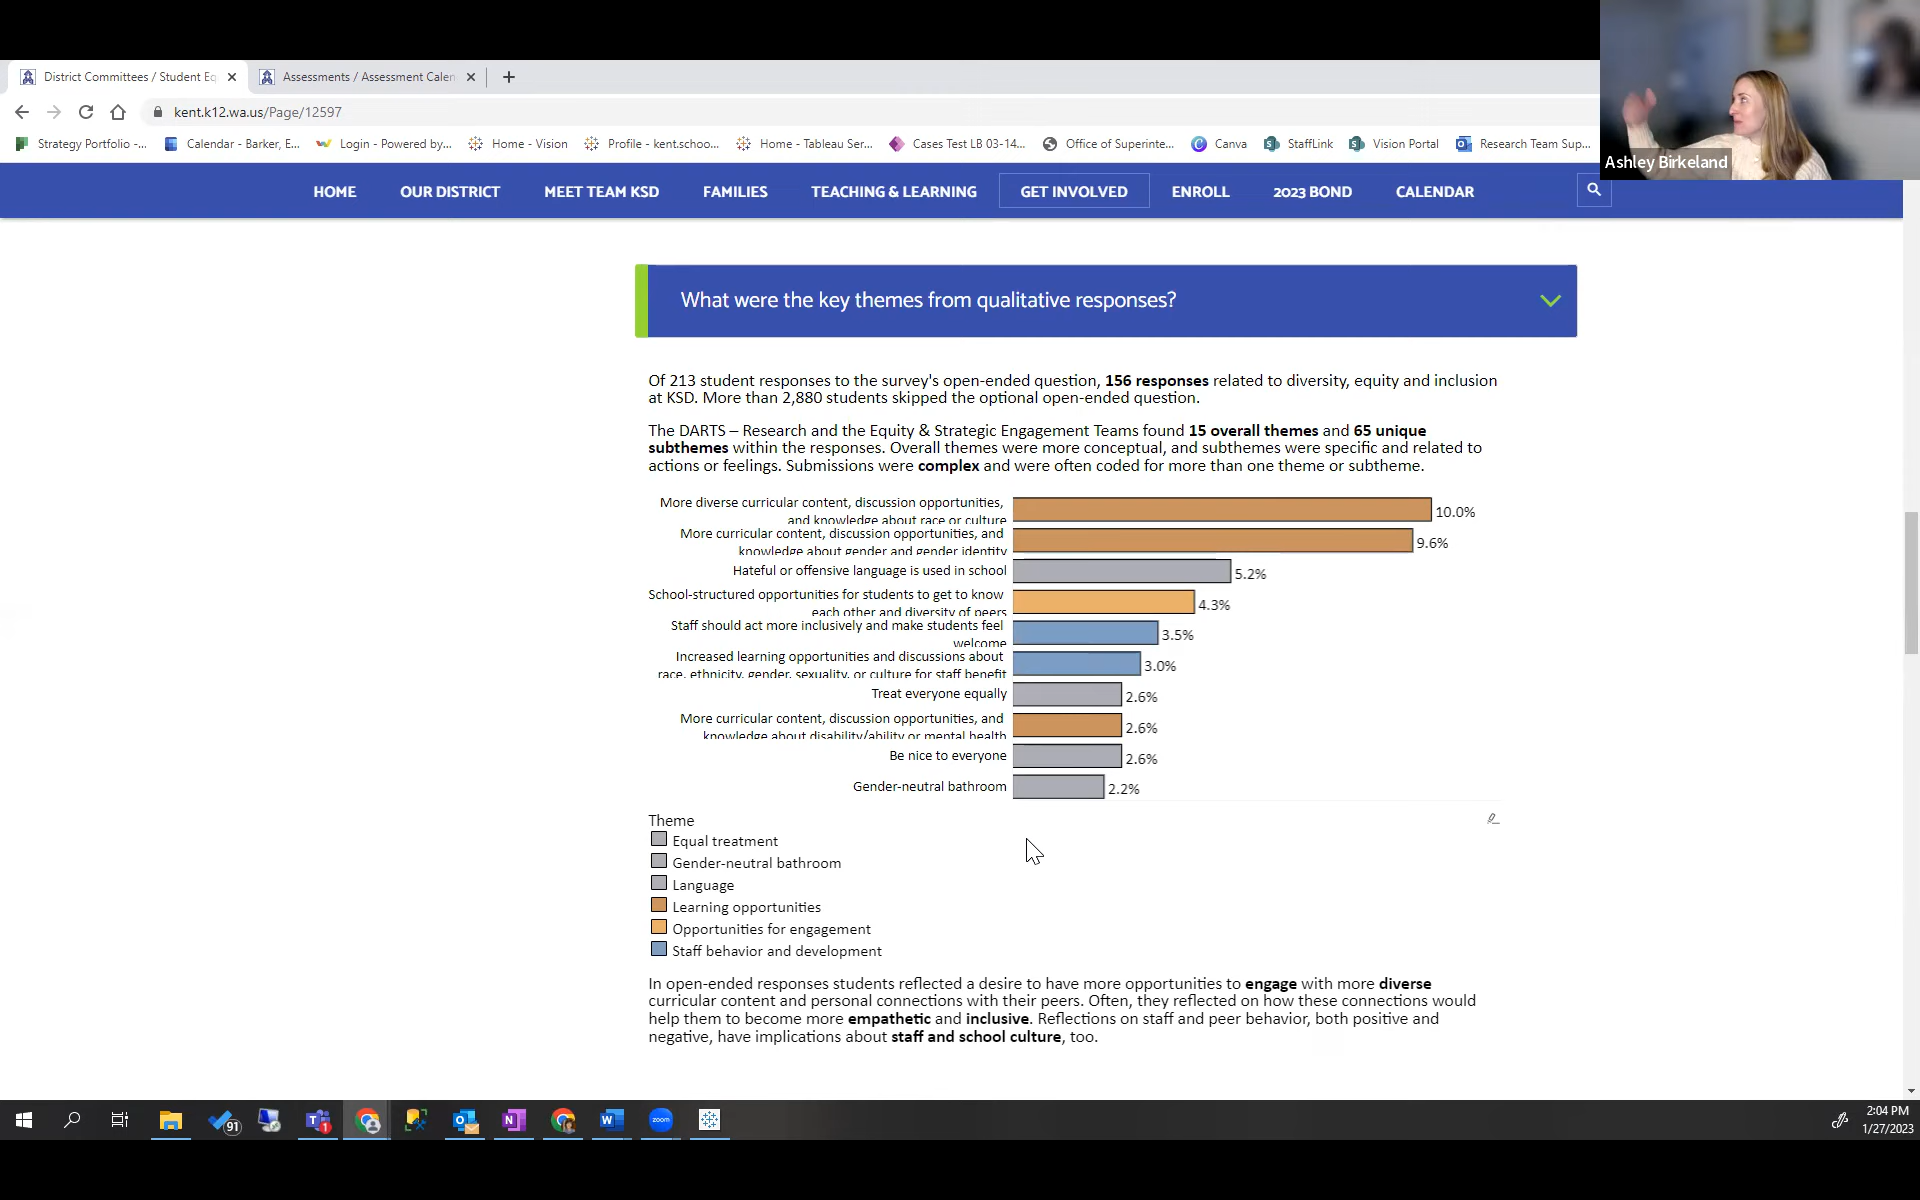 District Committees / Student Eq
Assessments / Assessment Calen
kent.k12.wa.us/Page/12597
Strategy Portfolio -...
Calendar - Barker, E...
Login - Powered by...
Home - Vision
Profile - kent.schoo...
Home - Tableau Ser...
Cases Test LB 03-14...
Office of Superinte...
Canva
StaffLink
Vision Portal
Research Team Sup...
Ashley Birkeland
HOME
OUR DISTRICT
MEET TEAM KSD
FAMILIES
TEACHING & LEARNING
GET INVOLVED
ENROLL
2023 BOND
CALENDAR
What were the key themes from qualitative responses?
Of 213 student responses to the survey's open-ended question, 156 responses related to diversity, equity and inclusion
at KSD. More than 2,880 students skipped the optional open-ended question.
The DARTS – Research and the Equity & Strategic Engagement Teams found 15 overall themes and 65 unique
subthemes within the responses. Overall themes were more conceptual, and subthemes were specific and related to
actions or feelings. Submissions were complex and were often coded for more than one theme or subtheme.
More diverse curricular content, discussion opportunities,
and knowledge about race or culture
10.0%
More curricular content, discussion opportunities, and
knowledge about gender and gender identity
9.6%
Hateful or offensive language is used in school
5.2%
School-structured opportunities for students to get to know
each other and diversity of peers
4.3%
Staff should act more inclusively and make students feel
welcome
3.5%
Increased learning opportunities and discussions about
race, ethnicity, gender, sexuality, or culture for staff benefit
3.0%
Treat everyone equally
2.6%
More curricular content, discussion opportunities, and
knowledge about disability/ability or mental health
2.6%
Be nice to everyone
2.6%
Gender-neutral bathroom
2.2%
Theme
Equal treatment
Gender-neutral bathroom
Language
Learning opportunities
Opportunities for engagement
Staff behavior and development
In open-ended responses students reflected a desire to have more opportunities to engage with more diverse
curricular content and personal connections with their peers. Often, they reflected on how these connections would
help them to become more empathetic and inclusive. Reflections on staff and peer behavior, both positive and
negative, have implications about staff and school culture, too.
91
1
zoom
2:04 PM
1/27/2023